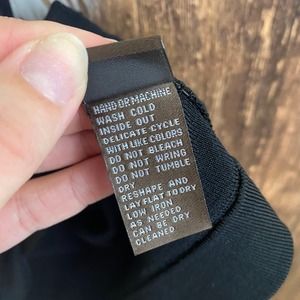 HAND OR MACHINE
WASH COLD
INSIDE OUT
DELICATE CYCLE
WITH LIKE COLORS
DO NOT BLEACH
DO NOT WRING
DO NOT TUMBLE
DRY
RESHAPE AND
LAY FLAT TO DRY
LOW IRON
AS NEEDED
CAN BE DRY
CLEANED